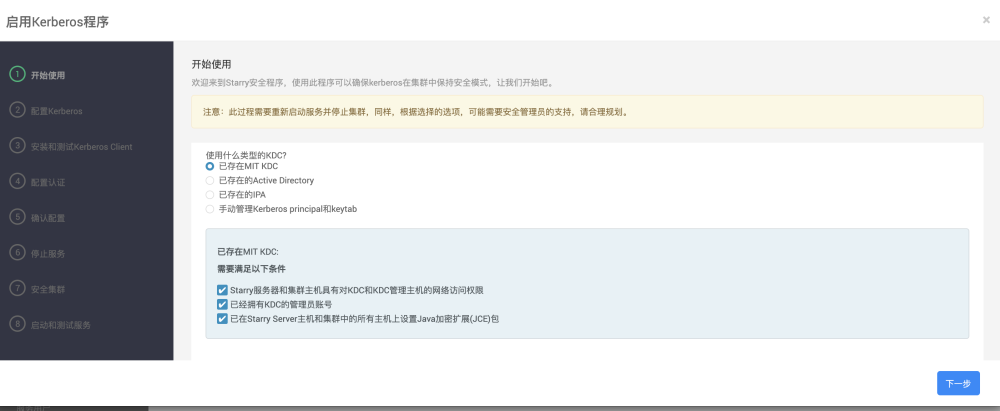 启用Kerberos程序
×
1 开始使用
2 配置Kerberos
3 安装和测试Kerberos Client
4 配置认证
5 确认配置
6 停止服务
7 安全集群
8 启动和测试服务
开始使用
欢迎来到Starry安全程序，使用此程序可以确保kerberos在集群中保持安全模式，让我们开始吧。
注意：此过程需要重新启动服务并停止集群，同样，根据选择的选项，可能需要安全管理员的支持，请合理规划。
使用什么类型的KDC?
已存在MIT KDC
已存在的Active Directory
已存在的IPA
手动管理Kerberos principal和keytab
已存在MIT KDC:
需要满足以下条件
Starry服务器和集群主机具有对KDC和KDC管理主机的网络访问权限
已经拥有KDC的管理员账号
已在Starry Server主机和集群中的所有主机上设置Java加密扩展(JCE)包
下一步